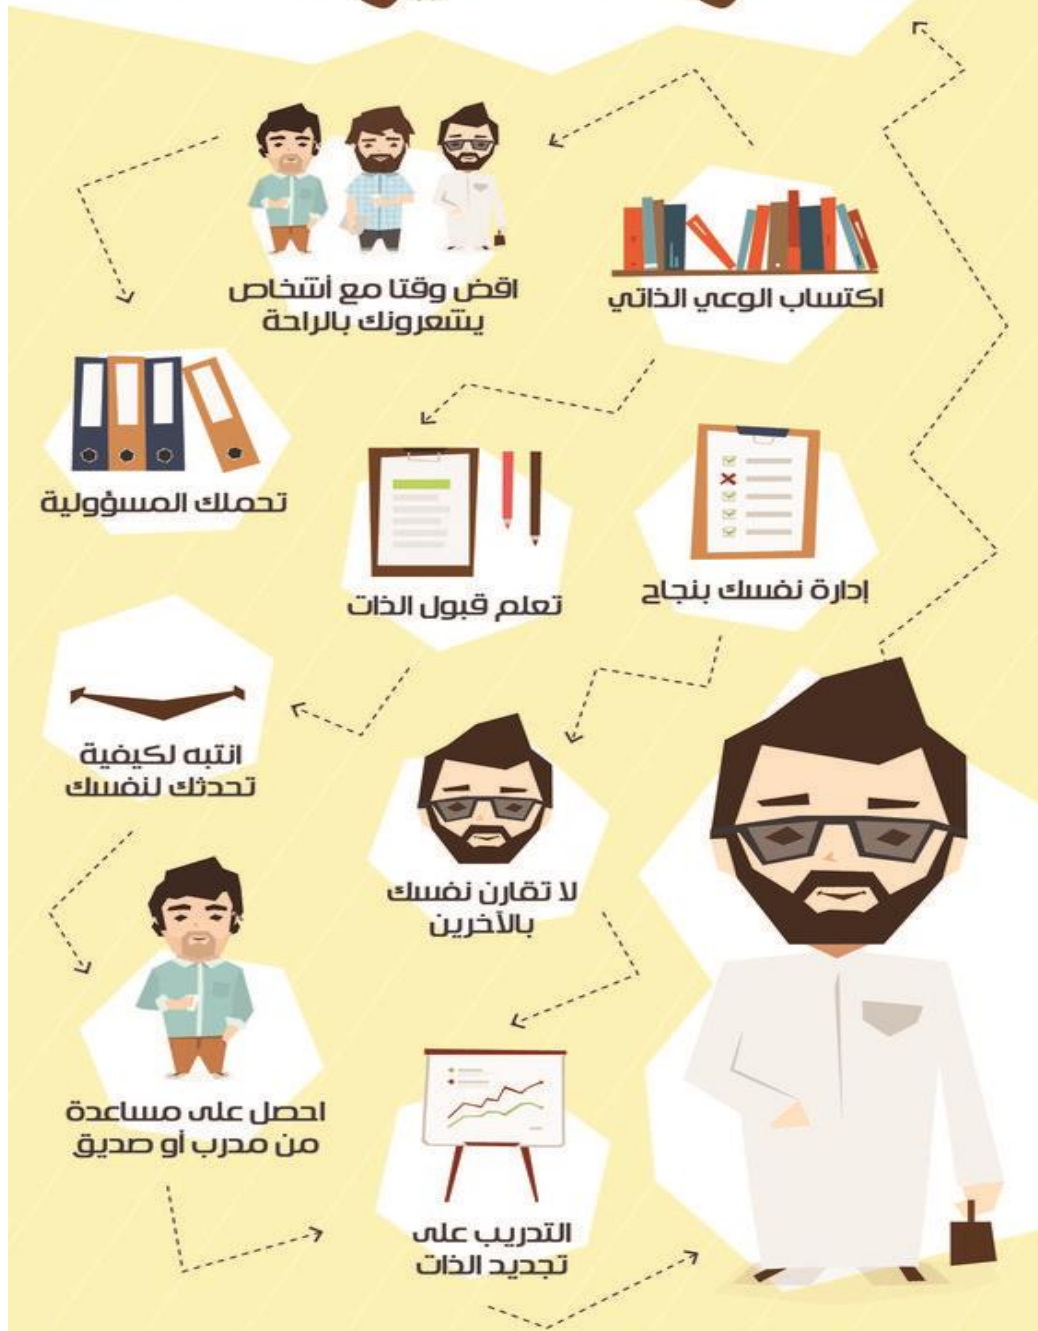 اكتساب الوعي الذاتي
اقض وقتا مع أشخاص
يشعرونك بالراحة
تحملك المسؤولية
إدارة نفسك بنجاح
تعلم قبول الذات
انتبه لكيفية
تحدثك لنفسك
لا تقارن نفسك
بالآخرين
احصل على مساعدة
من مدرب أو صديق
التدريب على
تجديد الذات